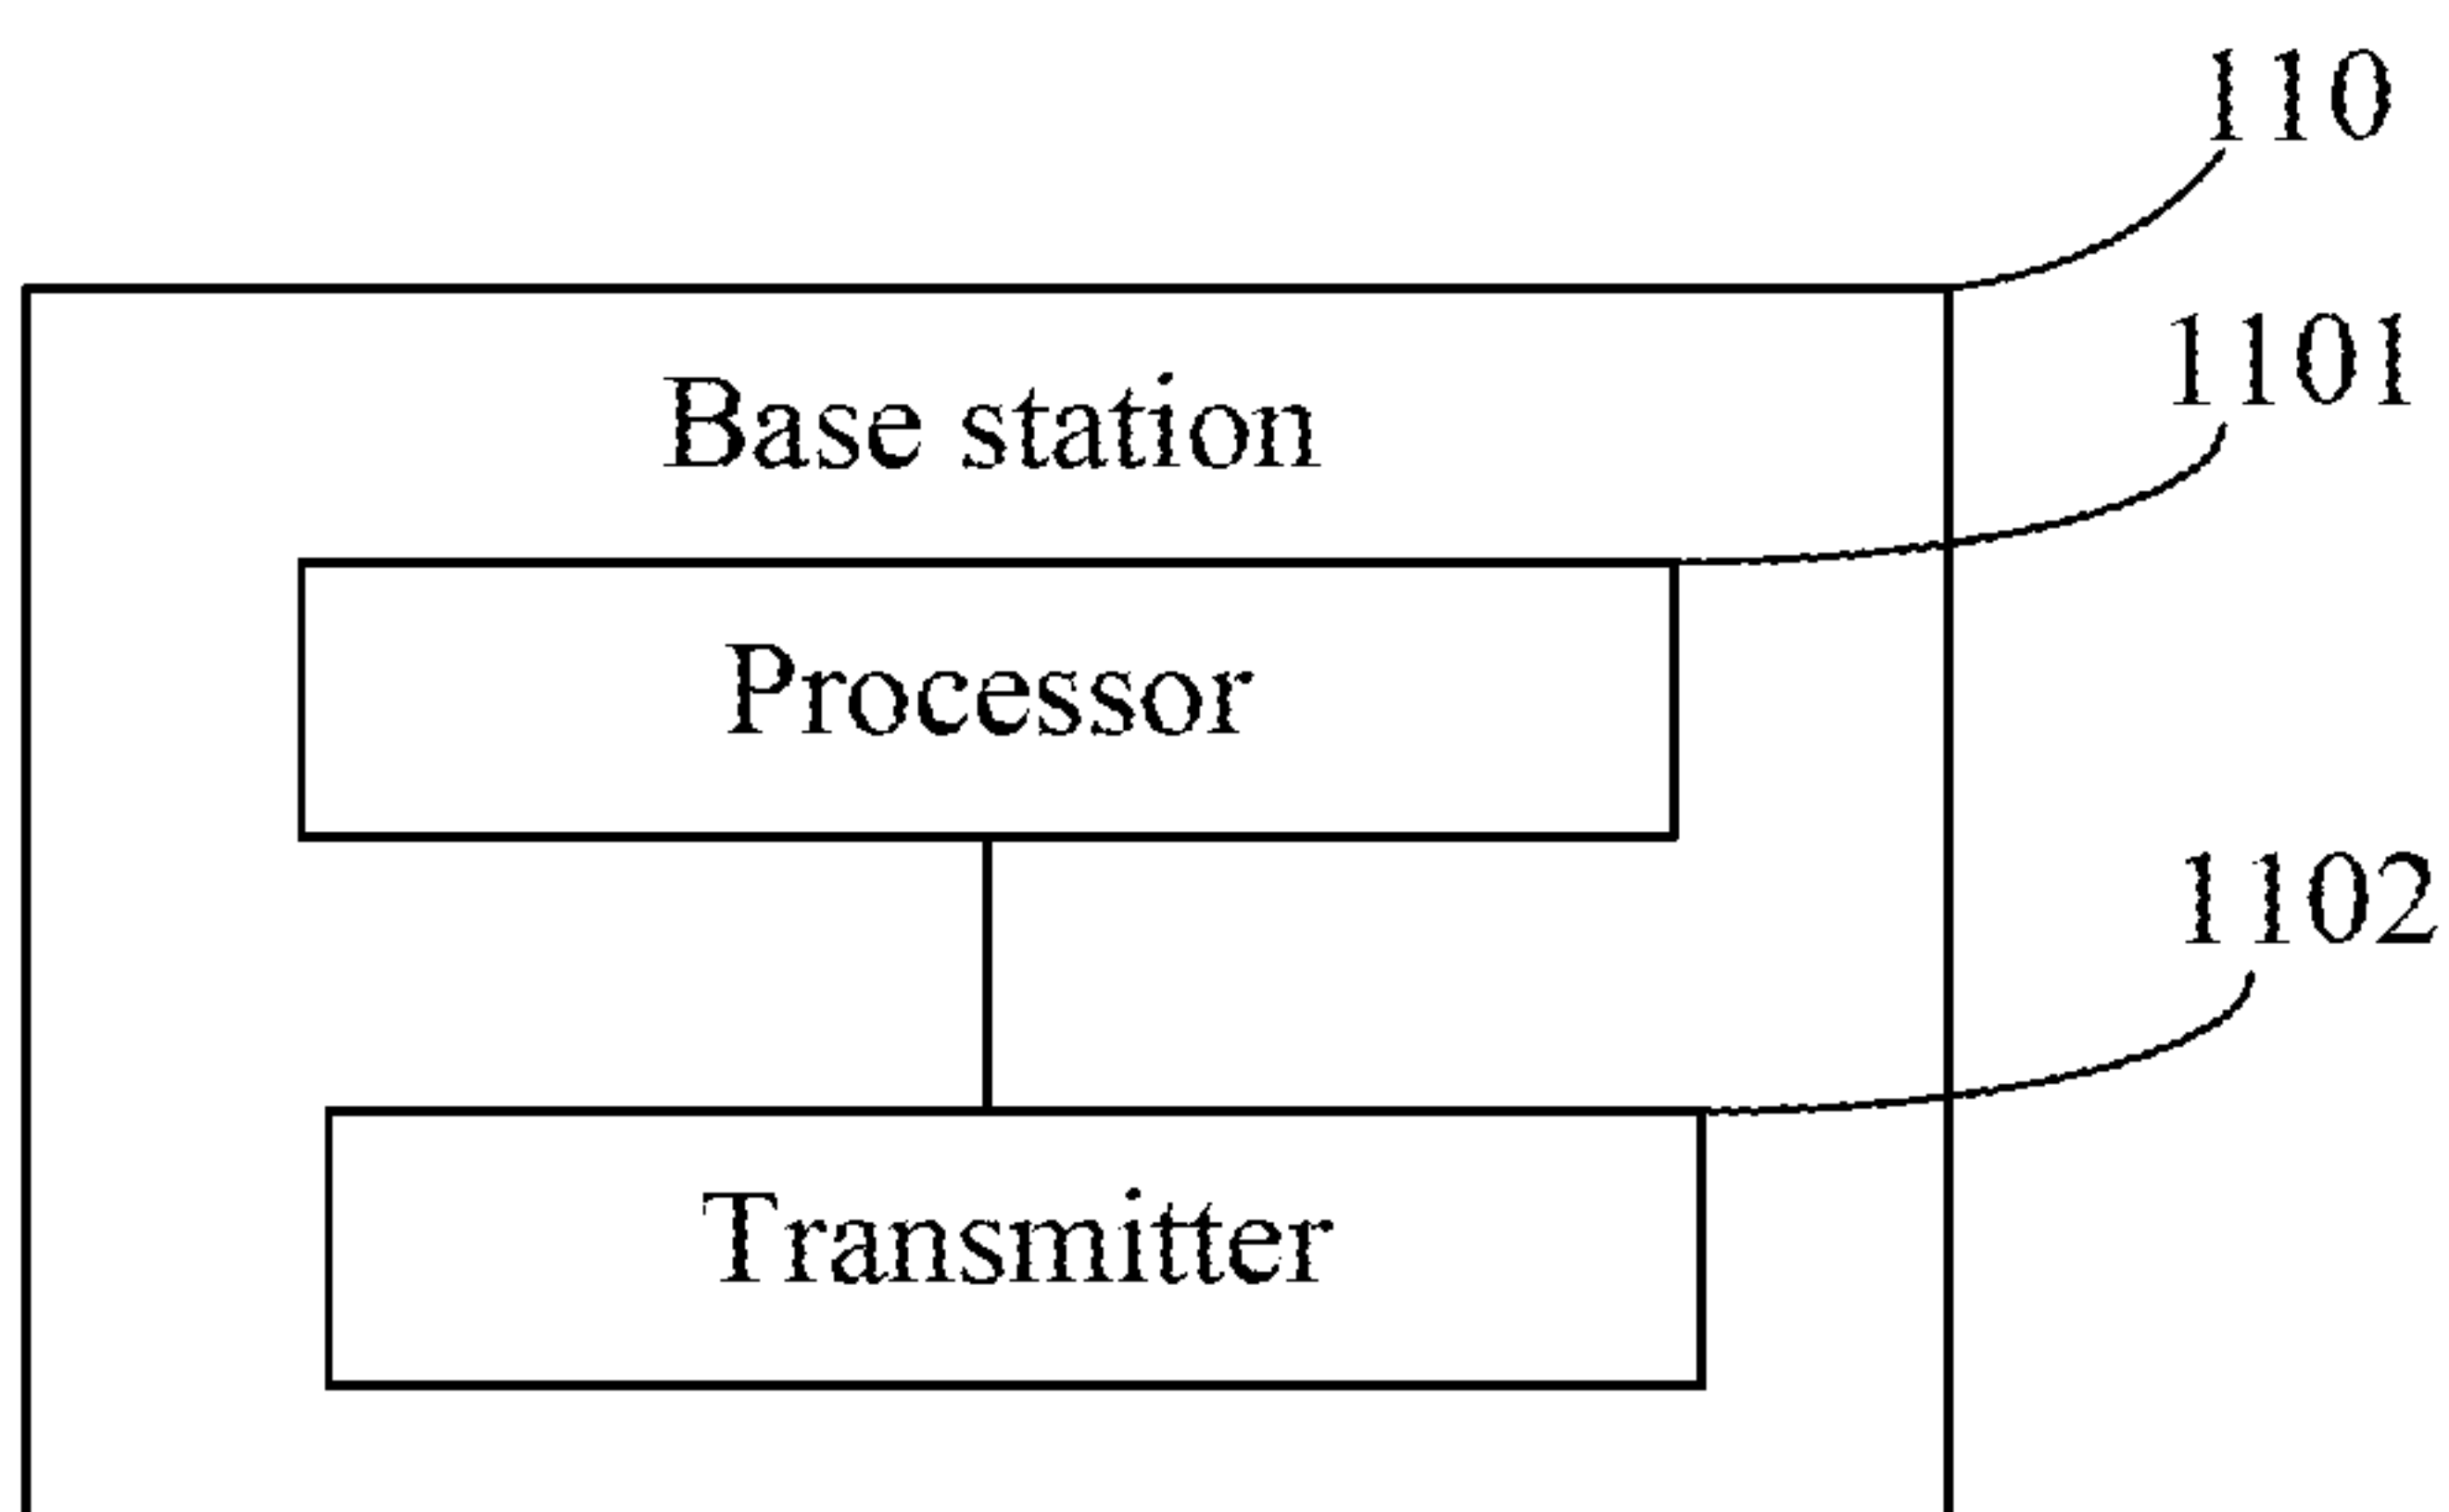 110
Base station
1101
Processor
1102
Transmitter